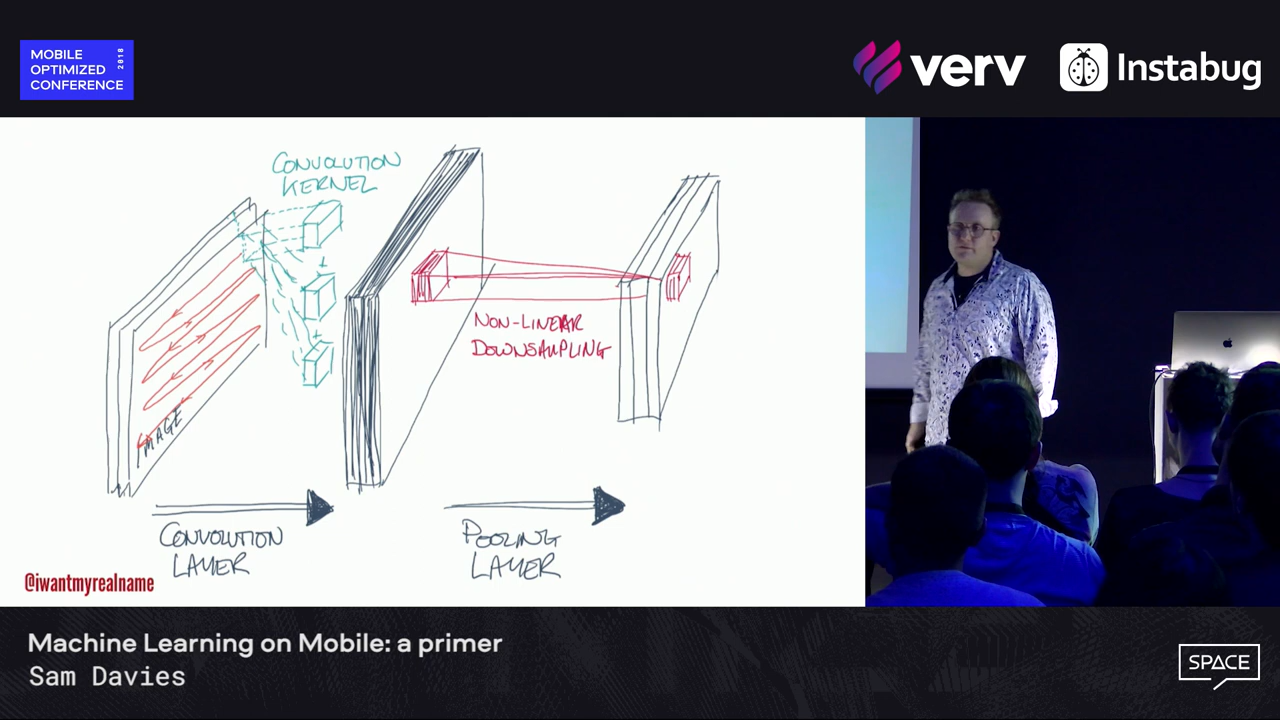 MOBILE
OPTIMIZED
CONFERENCE
2018
verv
Instabug
CONVOLUTION
KERNEL
IMAGE
NON-LINEAR
DOWNSAMPLING
CONVOLUTION
LAYER
POOLING
LAYER
@iwantmyrealname
Machine Learning on Mobile: a primer
Sam Davies
SPACE